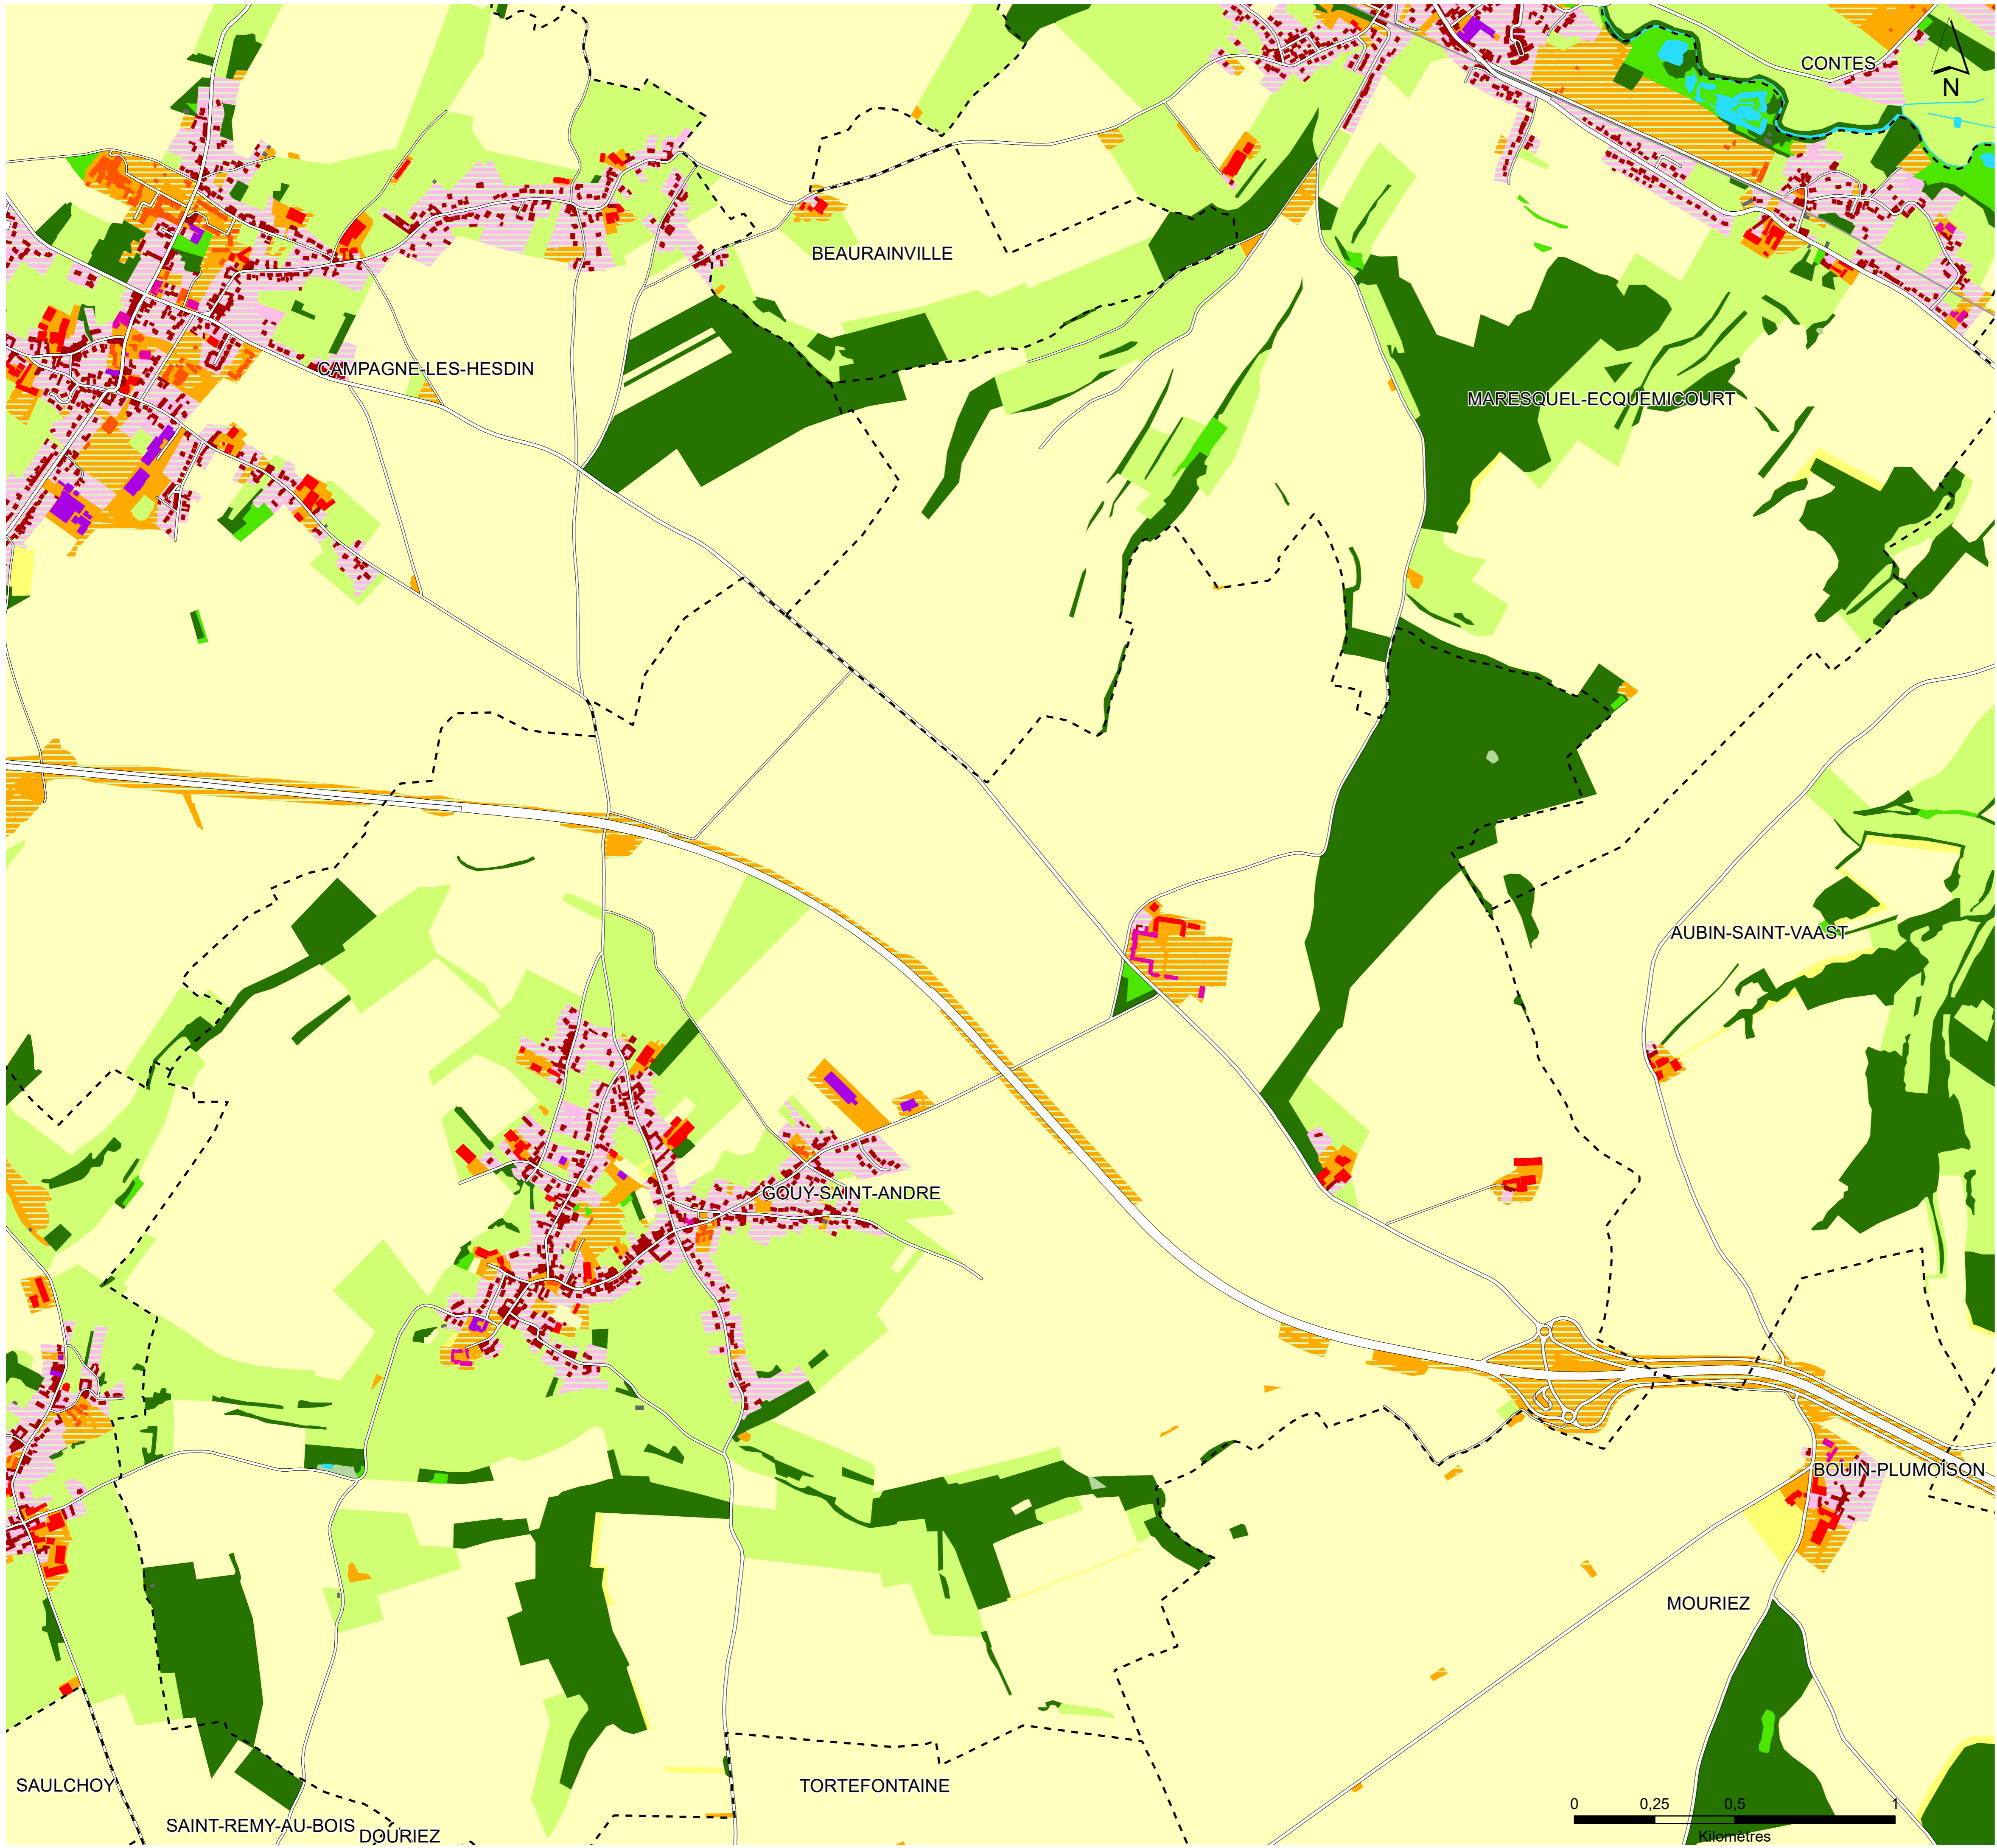 CONTES
N
BEAURAINVILLE
CAMPAGNE-LES-HESDIN
MARESQUEL-ECQUEMICOURT
AUBIN-SAINT-VAAST
GOUY-SAINT-ANDRE
BOUIN-PLUMOISON
MOURIEZ
SAULCHOY
TORTEFONTAINE
SAINT-REMY-AU-BOIS
DOURIEZ
0 0,25 0,5 1
Kilomètres